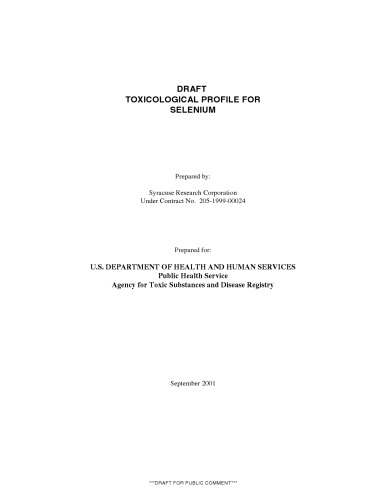 DRAFT
TOXICOLOGICAL PROFILE FOR
SELENIUM
Prepared by:
Syracuse Research Corporation
Under Contract No. 205-1999-00024
Prepared for:
U.S. DEPARTMENT OF HEALTH AND HUMAN SERVICES
Public Health Service
Agency for Toxic Substances and Disease Registry
September 2001
***DRAFT FOR PUBLIC COMMENT***